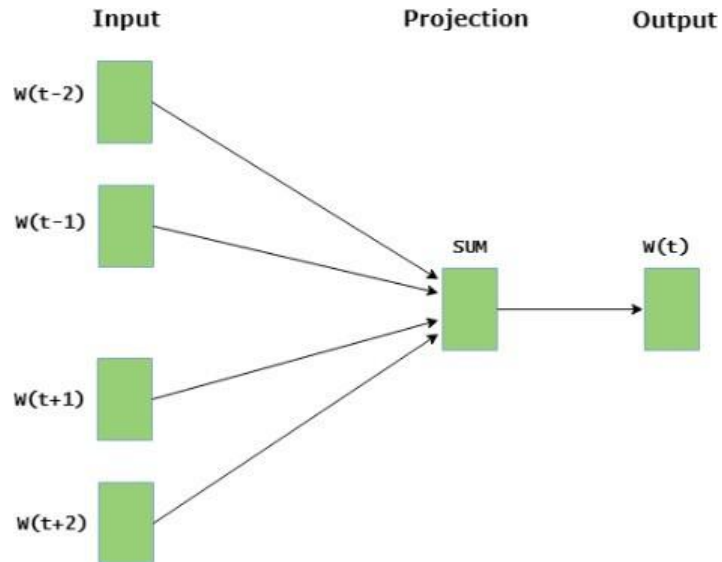 Input Projection Output
W(t-2)
W(t-1)
SUM W(t)
W(t+1)
W(t+2)